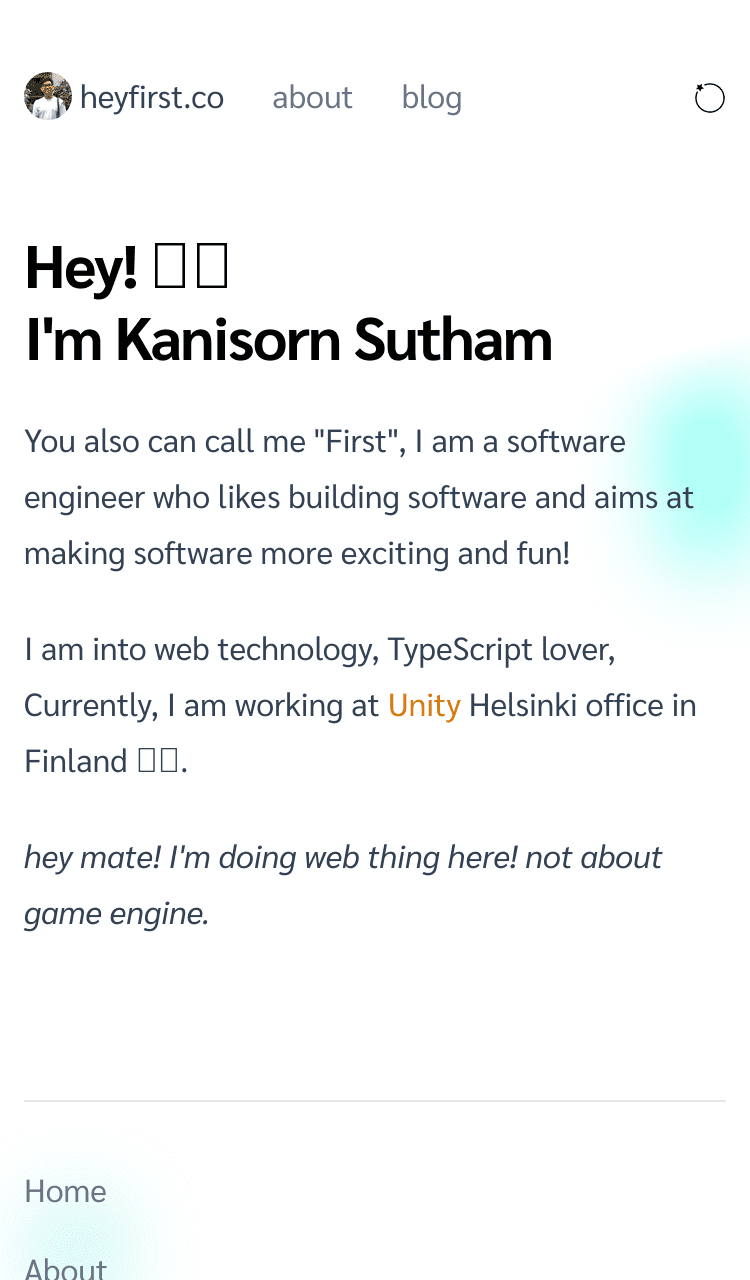 heyfirst.co about blog
Hey!
I'm Kanisorn Sutham
You also can call me "First", I am a software
engineer who likes building software and aims at
making software more exciting and fun!
I am into web technology, TypeScript lover,
Currently, I am working at Unity Helsinki office in
Finland .
hey mate! I'm doing web thing here! not about
game engine.
Home
About